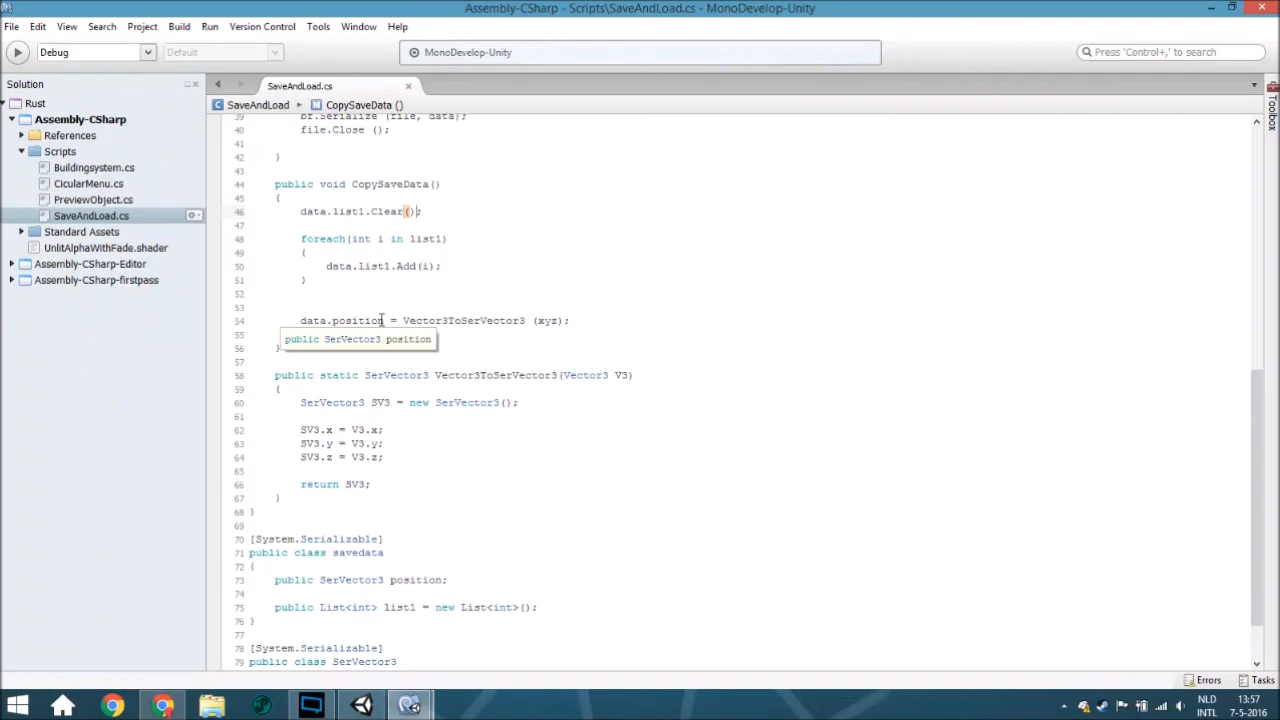 Assembly-CSharp - Scripts\SaveAndLoad.cs - MonoDevelop-Unity
File Edit View Search Project Build Run Version Control Tools Window Help
Debug Default MonoDevelop-Unity Press 'Control+,' to search
Solution SaveAndLoad.cs
Rust SaveAndLoad CopySaveData ()
Assembly-CSharp
References
Scripts
Buildingsystem.cs
CicularMenu.cs
PreviewObject.cs
SaveAndLoad.cs
Standard Assets
UnlitAlphaWithFade.shader
Assembly-CSharp-Editor
Assembly-CSharp-firstpass
39 bf.Serialize (file, data);
40 file.Close ();
41
42 }
43
44 public void CopySaveData()
45 {
46 data.list1.Clear();
47
48 foreach(int i in list1)
49 {
50 data.list1.Add(i);
51 }
52
53
54 data.position = Vector3ToSerVector3 (xyz);
55 public SerVector3 position
56 }
57
58 public static SerVector3 Vector3ToSerVector3(Vector3 V3)
59 {
60 SerVector3 SV3 = new SerVector3();
61
62 SV3.x = V3.x;
63 SV3.y = V3.y;
64 SV3.z = V3.z;
65
66 return SV3;
67 }
68 }
69
70 [System.Serializable]
71 public class savedata
72 {
73 public SerVector3 position;
74
75 public List<int> list1 = new List<int>();
76 }
77
78 [System.Serializable]
79 public class SerVector3
Toolbox
Errors Tasks
NLD 13:57
INTL 7-5-2016